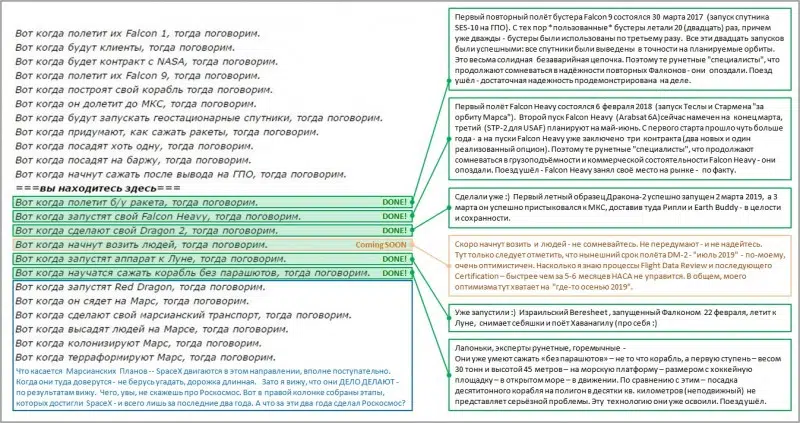 Вот когда полетит их Falcon 1, тогда поговорим.
Вот когда будут клиенты, тогда поговорим.
Вот когда будет контракт с NASA, тогда поговорим.
Вот когда полетит их Falcon 9, тогда поговорим.
Вот когда построят свой корабль тогда поговорим.
Вот когда он долетит до МКС, тогда поговорим.
Вот когда будут запускать геостационарные спутники, тогда поговорим.
Вот когда придумают, как сажать ракеты, тогда поговорим.
Вот когда посадят хоть одну, тогда поговорим.
Вот когда посадят на баржу, тогда поговорим.
Вот когда начнут сажать после вывода на ГПО, тогда поговорим.
===вы находитесь здесь===
Вот когда полетит б/у ракета, тогда поговорим. DONE!
Вот когда запустят свой Falcon Heavy, тогда поговорим. DONE!
Вот когда сделают свой Dragon 2, тогда поговорим. DONE!
Вот когда начнут возить людей, тогда поговорим. Coming SOON
Вот когда запустят аппарат к Луне, тогда поговорим. DONE!
Вот когда научатся сажать корабль без парашютов, тогда поговорим. DONE!
Вот когда запустят Red Dragon, тогда поговорим.
Вот когда он сядет на Марс, тогда поговорим.
Вот когда сделают свой марсианский транспорт, тогда поговорим.
Вот когда высадят людей на Марсе, тогда поговорим.
Вот когда колонизируют Марс, тогда поговорим.
Вот когда терраформируют Марс, тогда поговорим.
Что касается Марсианских Планов -- SpaceX двигаются в этом направлении, вполне поступательно.
Когда они туда доверутся - не берусь угадать, дорожка длинная. Зато я вижу, что они ДЕЛО ДЕЛАЮТ -
по результатам вижу. Чего, увы, не скажешь про Роскосмос. Вот в правой колонке собраны этапы,
которых достигли SpaceX - и всего лишь за последние два года. А что за эти два года сделал Роскосмос?
Первый повторный полёт бустера Falcon 9 состоялся 30 марта 2017 (запуск спутника
SES-10 на ГПО). С тех пор *пользованные* бустеры летали 20 (двадцать) раз, причем
уже дважды - бустеры были использованы по третьему разу. Все эти двадцать запусков
были успешными: все спутники были выведены в точности на планируемые орбиты.
Это весьма солидная безаварийная цепочка. Поэтому те рунетные "специалисты", что
продолжают сомневаться в надёжности повторных Фалконов - они опоздали. Поезд
ушёл - достаточная надежность продемонстрирована на деле.
Первый полёт Falcon Heavy состоялся 6 февраля 2018 (запуск Теслы и Стармена "за
орбиту Марса"). Второй пуск Falcon Heavy (Arabsat 6A) сейчас намечен на конец марта,
третий (STP-2 для USAF) планируют на май-июнь. С первого старта прошло чуть больше
года - а на пуски Falcon Heavy уже заключено три контракта (два новых и один
реализованный опцион). Поэтому те рунетные "специалисты", что продолжают
сомневаться в грузоподъёмности и коммерческой состоятельности Falcon Heavy - они
опоздали. Поезд ушёл - Falcon Heavy занял своё место на рынке - по факту.
Сделали уже :) Первый летный образец Дракона-2 успешно запущен 2 марта 2019, а 3
марта он успешно пристыковался к МКС, доставив туда Рипли и Earth Buddy - в целости
и сохранности.
Скоро начнут возить и людей - не сомневайтесь. Не передумают - и не надейтесь.
Тут только следует отметить, что нынешний срок полёта DM-2 - "июль 2019" - по-моему,
очень оптимистичен. Насколько я знаю процессы Flight Data Review и последующего
Certification – быстрее чем за 5-6 месяцев НАСА не управится. В общем, моего
оптимизма тут хватает на "где-то осенью 2019".
Уже запустили :) Израильский Beresheet , запущенный Фалконом 22 февраля, летит к
Луне, снимает себяшки и поёт Хаванагилу (про себя :)
Лапоньки, эксперты рунетные, горемычные -
Они уже умеют сажать «без парашютов» – не то что корабль, а первую ступень – весом
30 тонн и высотой 45 метров – на морскую платформу – размером с хоккейную
площадку – в открытом море – в движении. По сравнению с этим – посадка
десятитонного корабля на полигон в десятки кв. километров (неподвижный) не
представляет серьёзной проблемы. Эту технологию они уже освоили. Поезд ушёл.